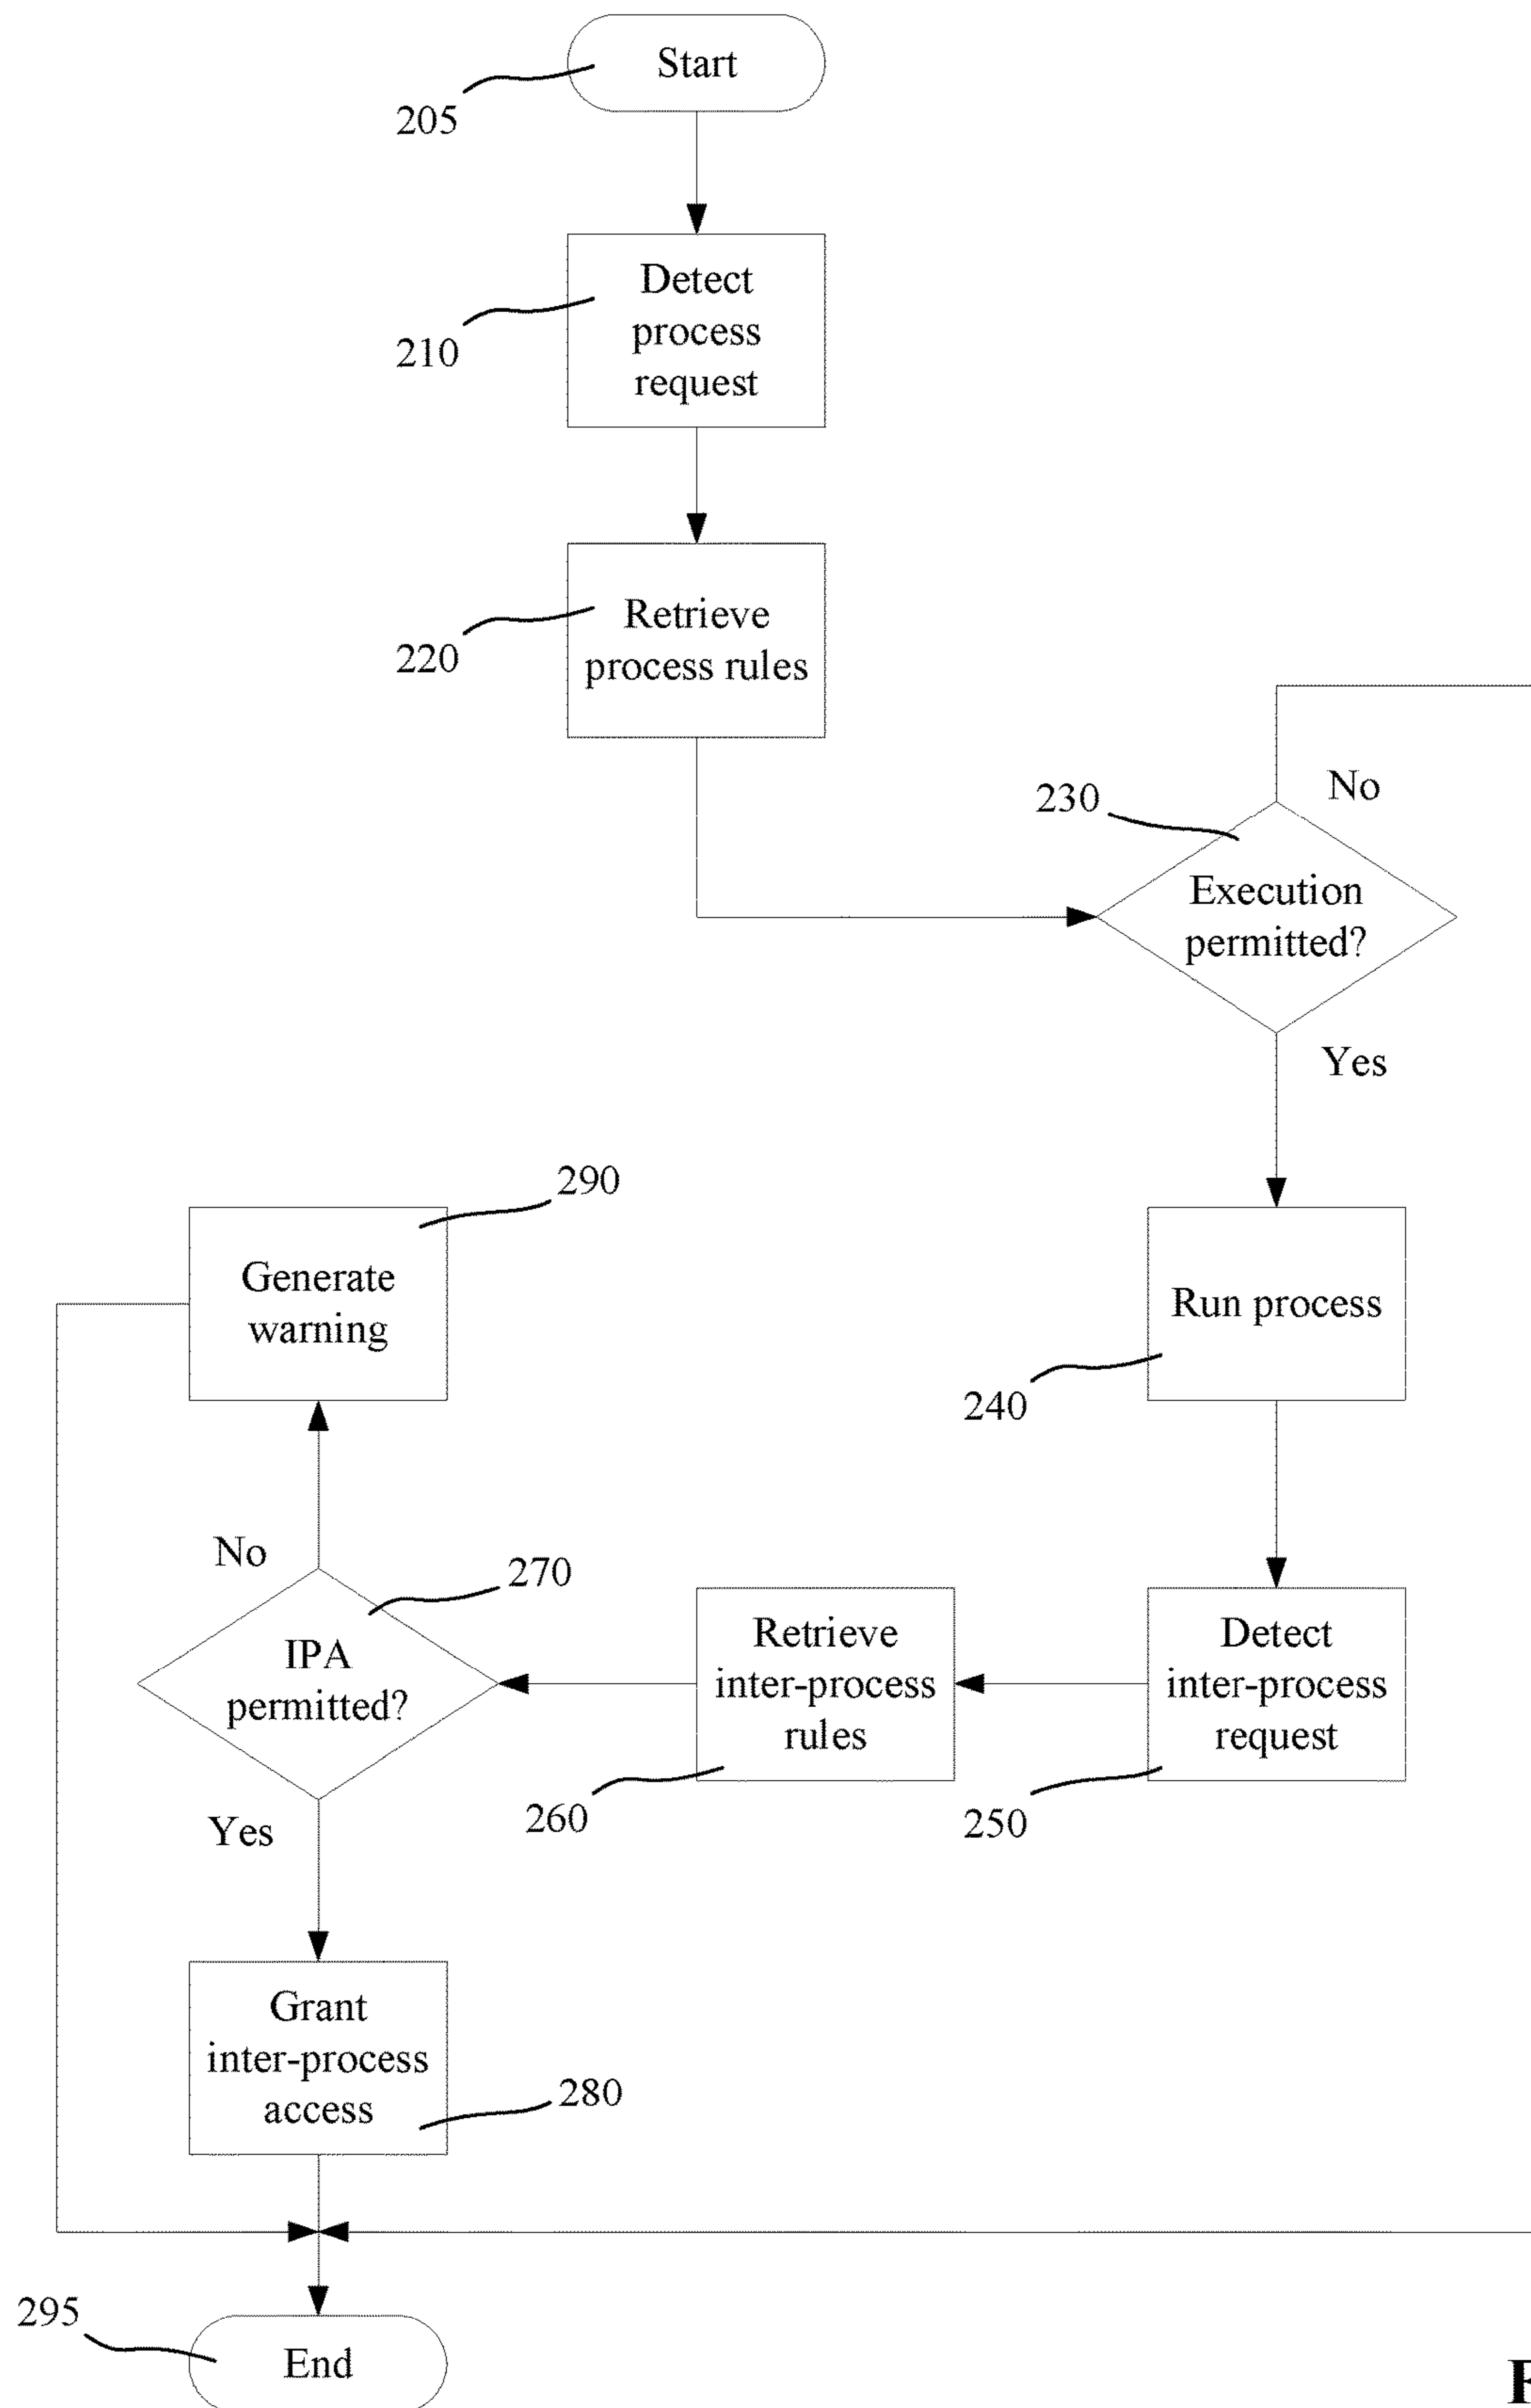 Start
205
Detect
process
request
210
Retrieve
process rules
220
No
230
Execution
permitted?
Yes
290
Generate
warning
Run process
240
No
270
IPA
permitted?
Retrieve
inter-process
rules
Detect
inter-process
request
260
250
Yes
Grant
inter-process
access
280
295
End